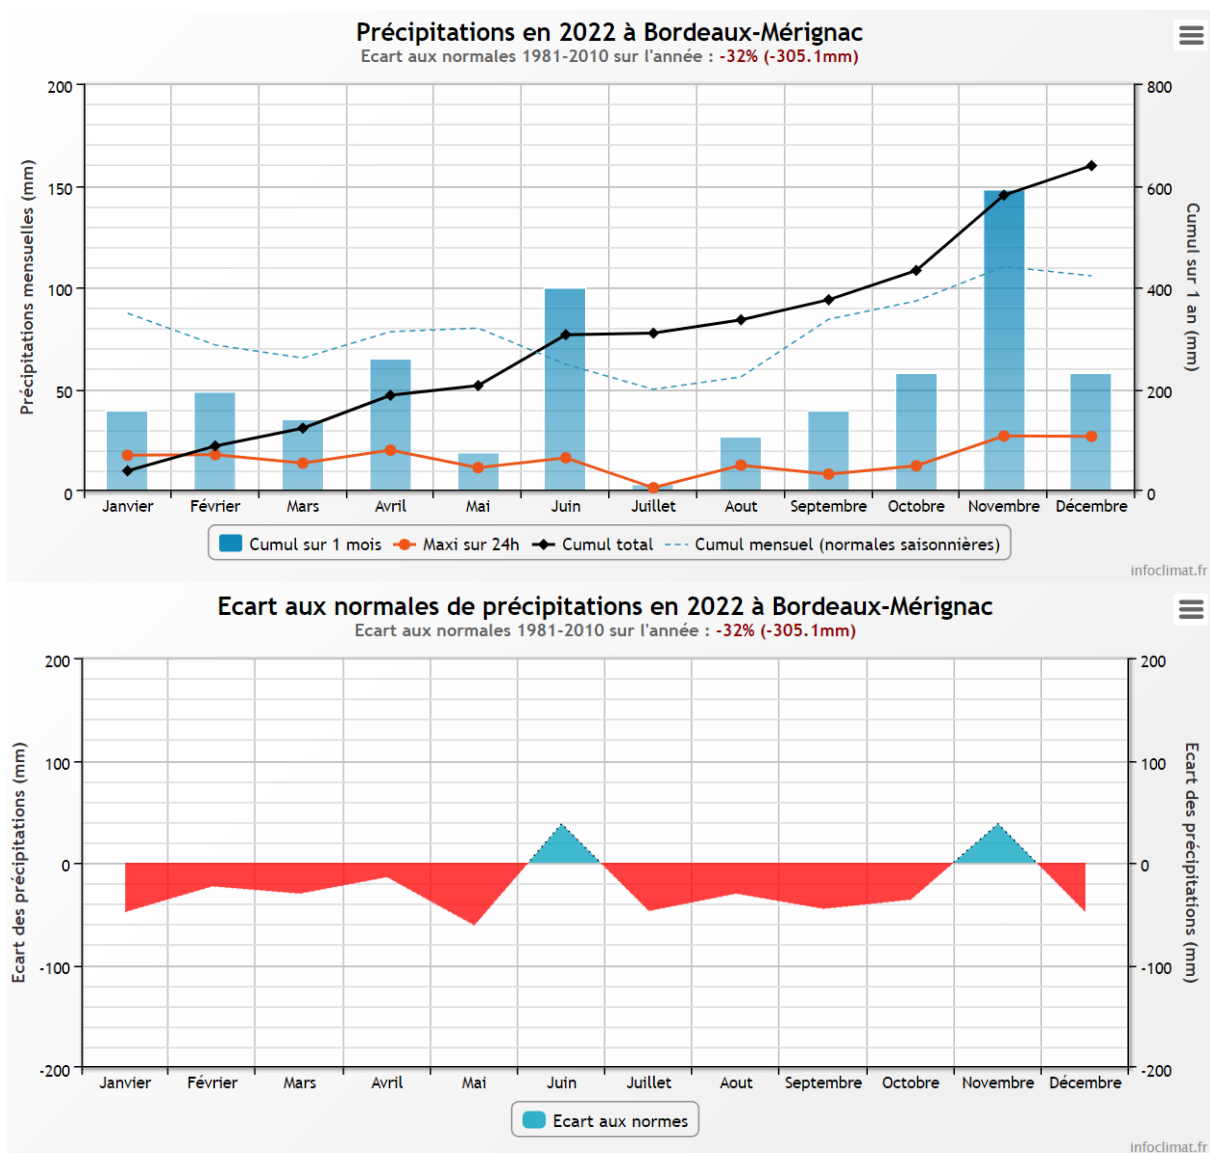 Précipitations en 2022 à Bordeaux-Mérignac
Ecart aux normales 1981-2010 sur l'année : -32% (-305.1mm)
Précipitations mensuelles (mm)
200
150
100
50
0
800
600
400
200
0
Cumul sur 1 an (mm)
Janvier Février Mars Avril Mai Juin Juillet Aout Septembre Octobre Novembre Décembre
Cumul sur 1 mois Maxi sur 24h Cumul total Cumul mensuel (normales saisonnières)
infoclimat.fr
Ecart aux normales de précipitations en 2022 à Bordeaux-Mérignac
Ecart aux normales 1981-2010 sur l'année : -32% (-305.1mm)
Ecart des précipitations (mm)
200
100
0
-100
-200
200
100
0
-100
-200
Ecart des précipitations (mm)
Janvier Février Mars Avril Mai Juin Juillet Aout Septembre Octobre Novembre Décembre
Ecart aux normes
infoclimat.fr